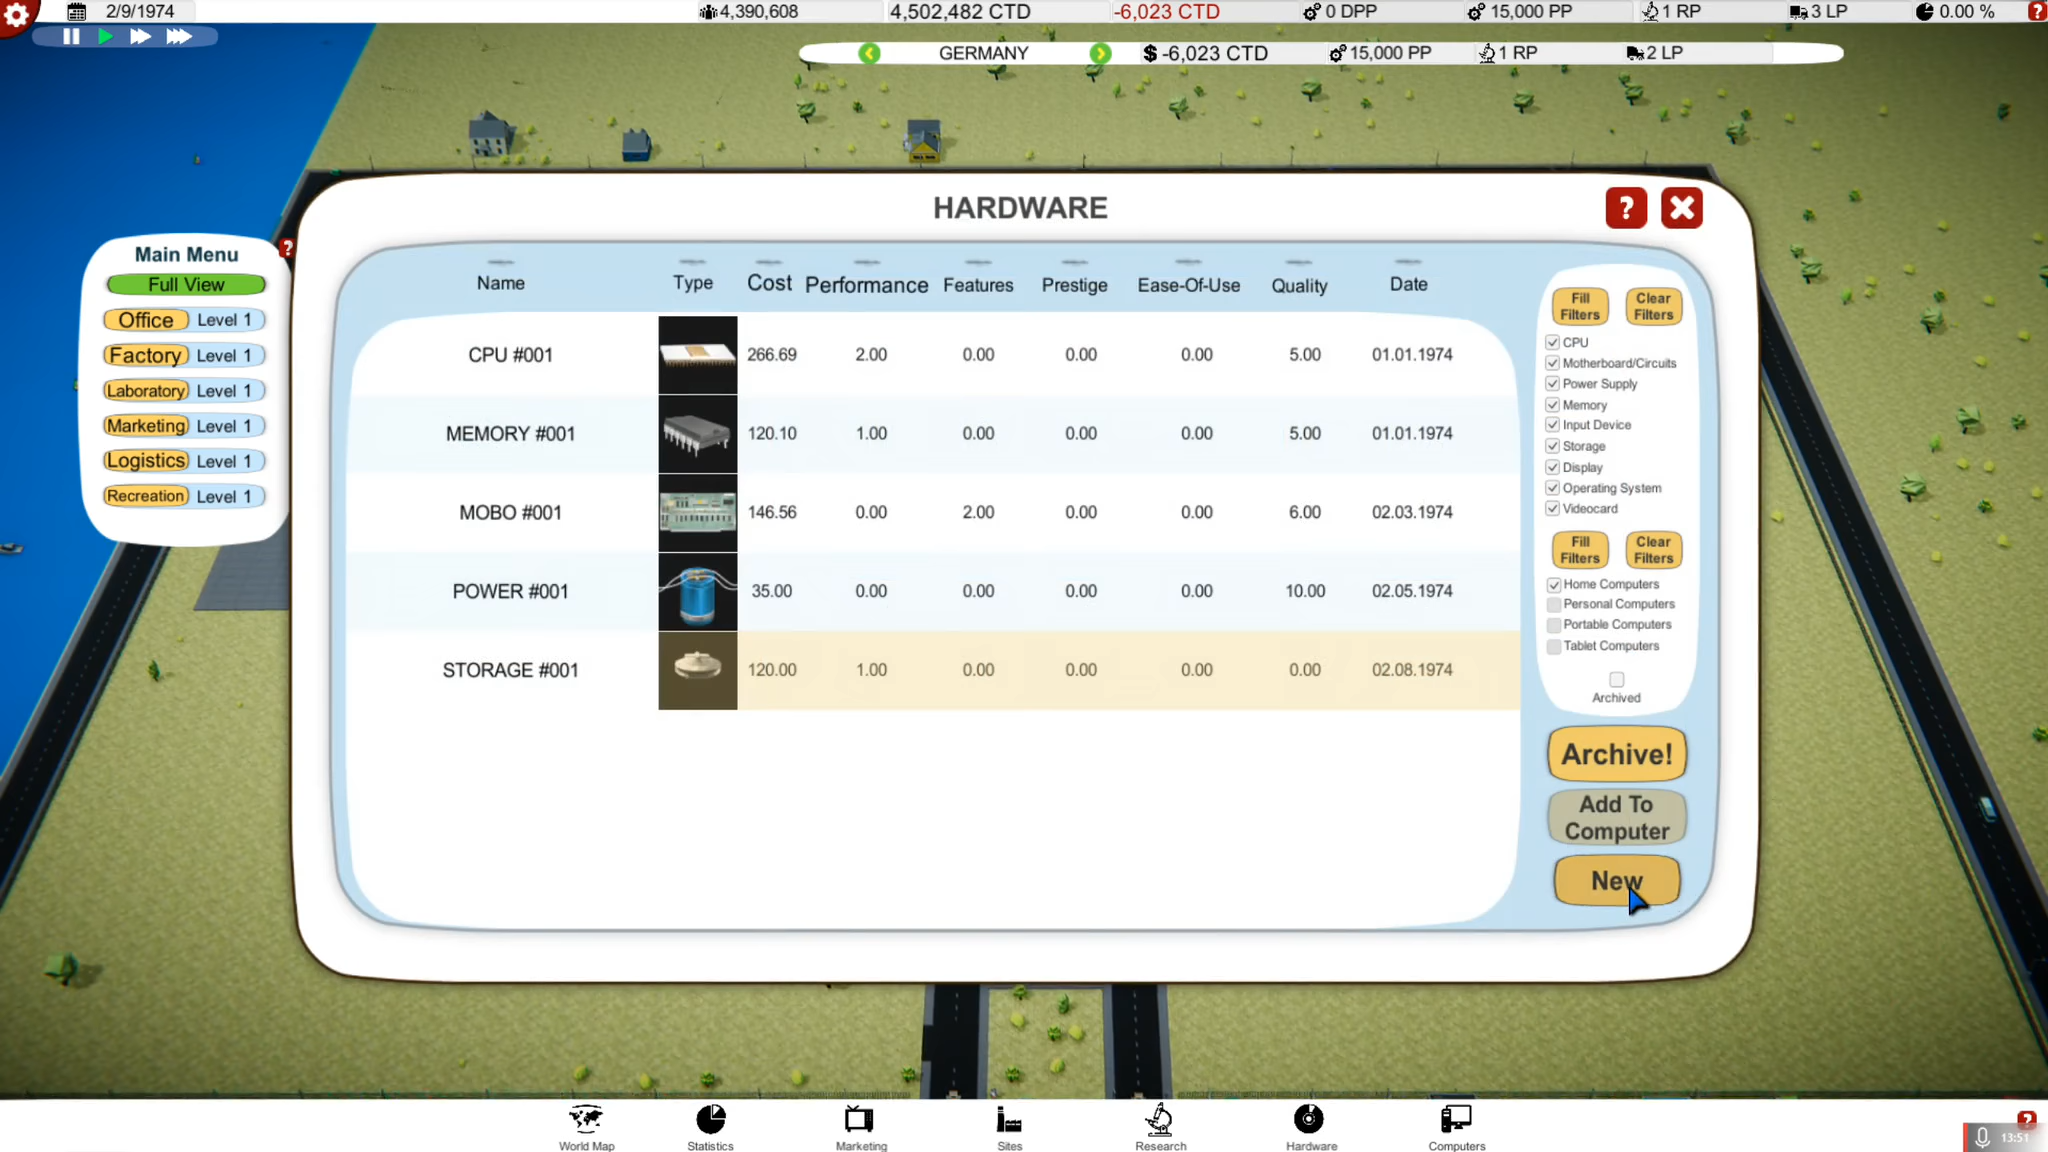 2/9/1974
4,390,608
4,502,482 CTD
-6,023 CTD
0 DPP
15,000 PP
1 RP
3 LP
0.00 %
?
GERMANY
$ -6,023 CTD
15,000 PP
1 RP
2 LP
HARDWARE
?
Main Menu
?
Full View
Office Level 1
Factory Level 1
Laboratory Level 1
Marketing Level 1
Logistics Level 1
Recreation Level 1
Name Type Cost Performance Features Prestige Ease-Of-Use Quality Date
CPU #001 266.69 2.00 0.00 0.00 0.00 5.00 01.01.1974
MEMORY #001 120.10 1.00 0.00 0.00 0.00 5.00 01.01.1974
MOBO #001 146.56 0.00 2.00 0.00 0.00 6.00 02.03.1974
POWER #001 35.00 0.00 0.00 0.00 0.00 10.00 02.05.1974
STORAGE #001 120.00 1.00 0.00 0.00 0.00 0.00 02.08.1974
Fill Filters
Clear Filters
CPU
Motherboard/Circuits
Power Supply
Memory
Input Device
Storage
Display
Operating System
Videocard
Fill Filters
Clear Filters
Home Computers
Personal Computers
Portable Computers
Tablet Computers
Archived
Archive!
Add To
Computer
New
World Map
Statistics
Marketing
Sites
Research
Hardware
Computers
?
13:51